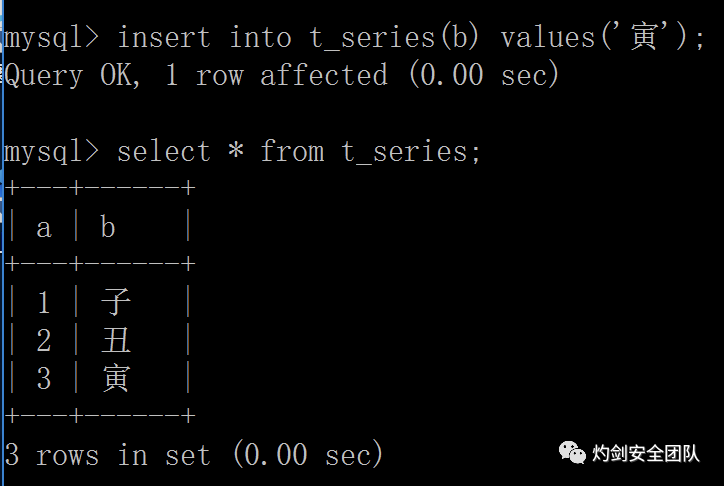 mysql> insert into t_series(b) values('寅');
Query OK, 1 row affected (0.00 sec)
mysql> select * from t_series;
+---+------+
| a | b    |
+---+------+
| 1 | 子   |
| 2 | 丑   |
| 3 | 寅   |
+---+------+
3 rows in set (0.00 sec)
灼剑安全团队